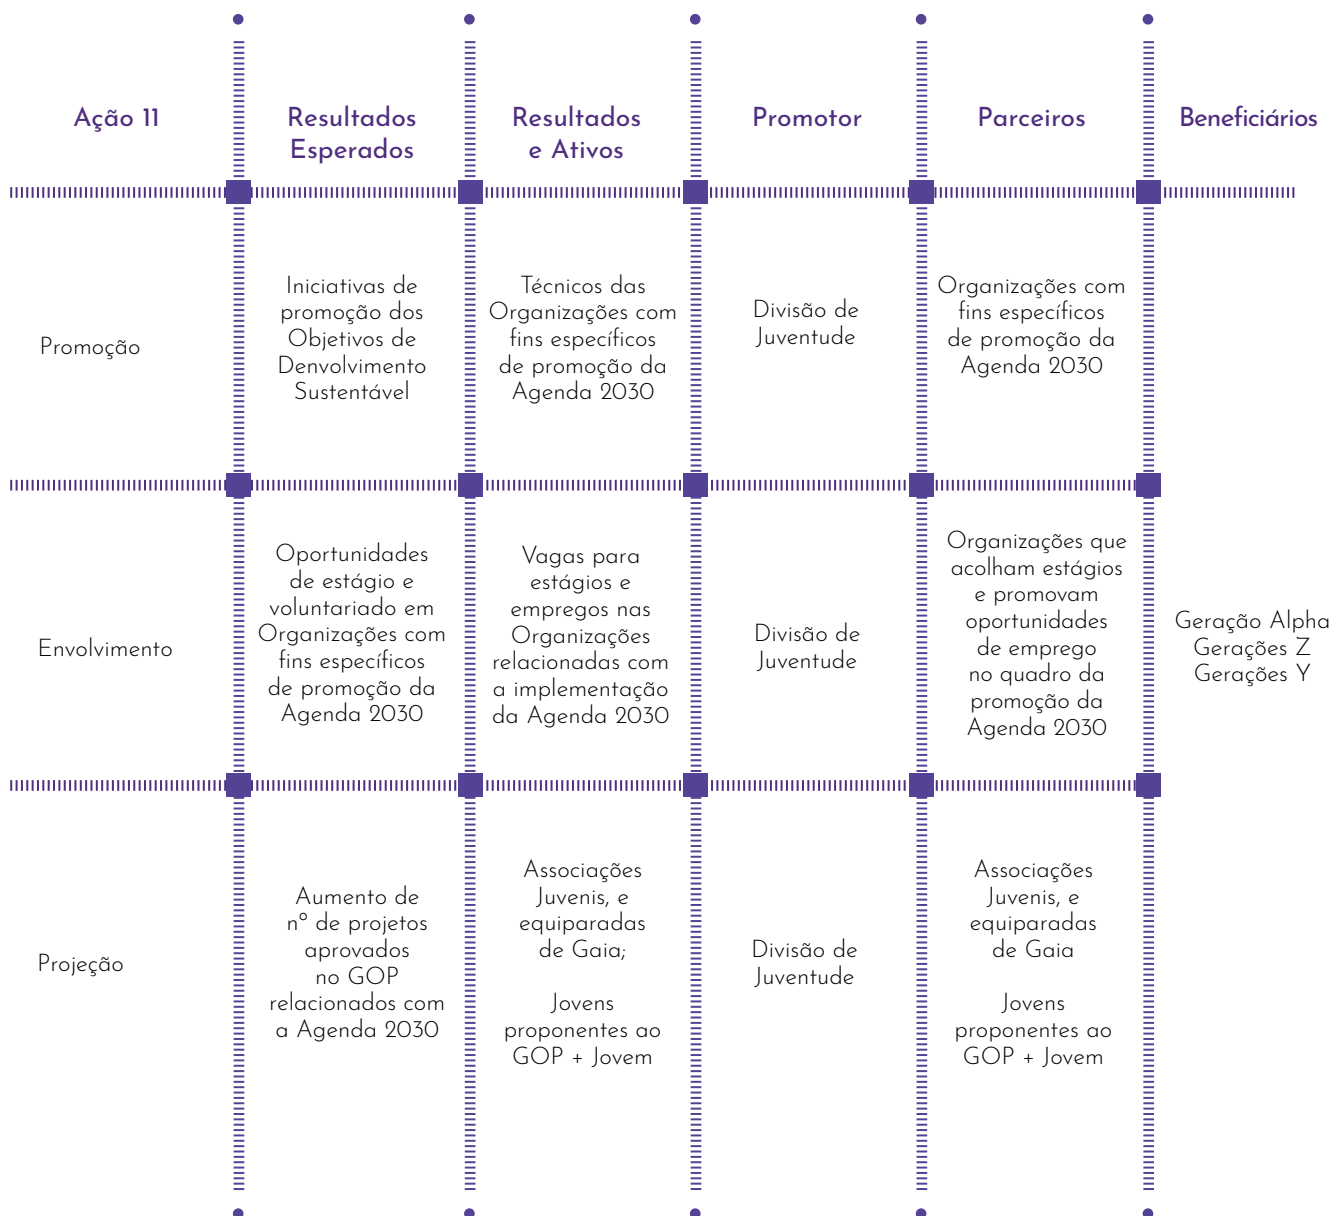 Ação 11
Resultados
Esperados
Resultados
e Ativos
Promotor
Parceiros
Beneficiários
Promoção
Iniciativas de
promoção dos
Objetivos de
Denvolvimento
Sustentável
Técnicos das
Organizações com
fins específicos
de promoção da
Agenda 2030
Divisão de
Juventude
Organizações com
fins específicos
de promoção da
Agenda 2030
Envolvimento
Oportunidades
de estágio e
voluntariado em
Organizações com
fins específicos
de promoção da
Agenda 2030
Vagas para
estágios e
empregos nas
Organizações
relacionadas com
a implementação
da Agenda 2030
Divisão de
Juventude
Organizações que
acolham estágios
e promovam
oportunidades
de emprego
no quadro da
promoção da
Agenda 2030
Geração Alpha
Gerações Z
Gerações Y
Projeção
Aumento de
nº de projetos
aprovados
no GOP
relacionados com
a Agenda 2030
Associações
Juvenis, e
equiparadas
de Gaia;
Jovens
proponentes ao
GOP + Jovem
Divisão de
Juventude
Associações
Juvenis, e
equiparadas
de Gaia
Jovens
proponentes ao
GOP + Jovem